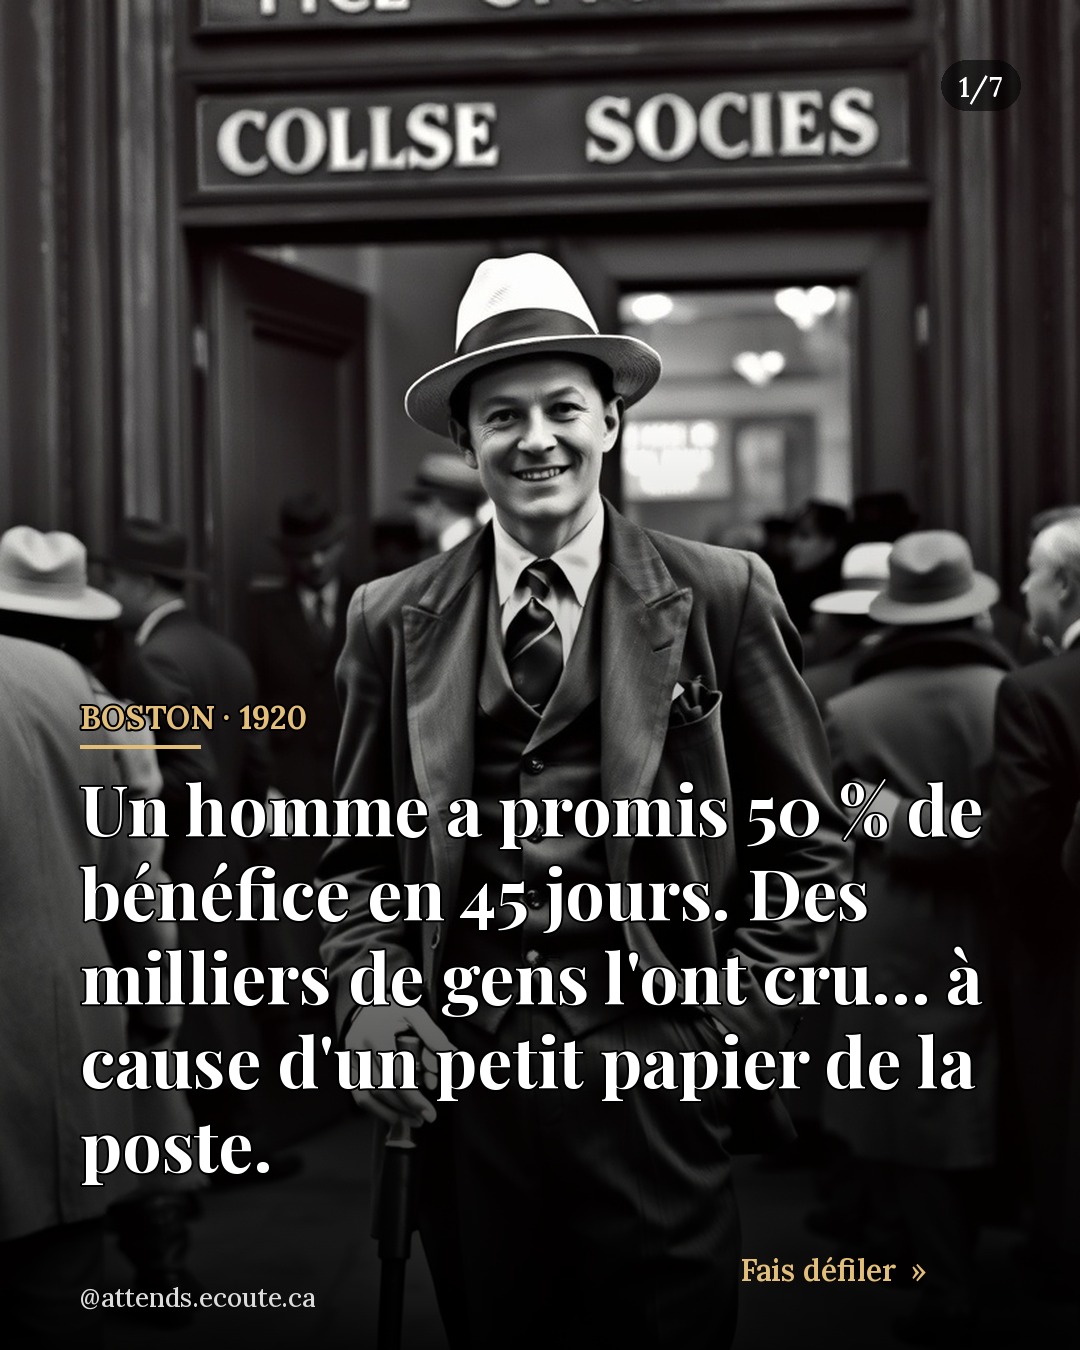 1/7
COLLSE SOCIES
BOSTON · 1920
Un homme a promis 50 % de
bénéfice en 45 jours. Des
milliers de gens l'ont cru... à
cause d'un petit papier de la
poste.
Fais défiler »
@attends.ecoute.ca